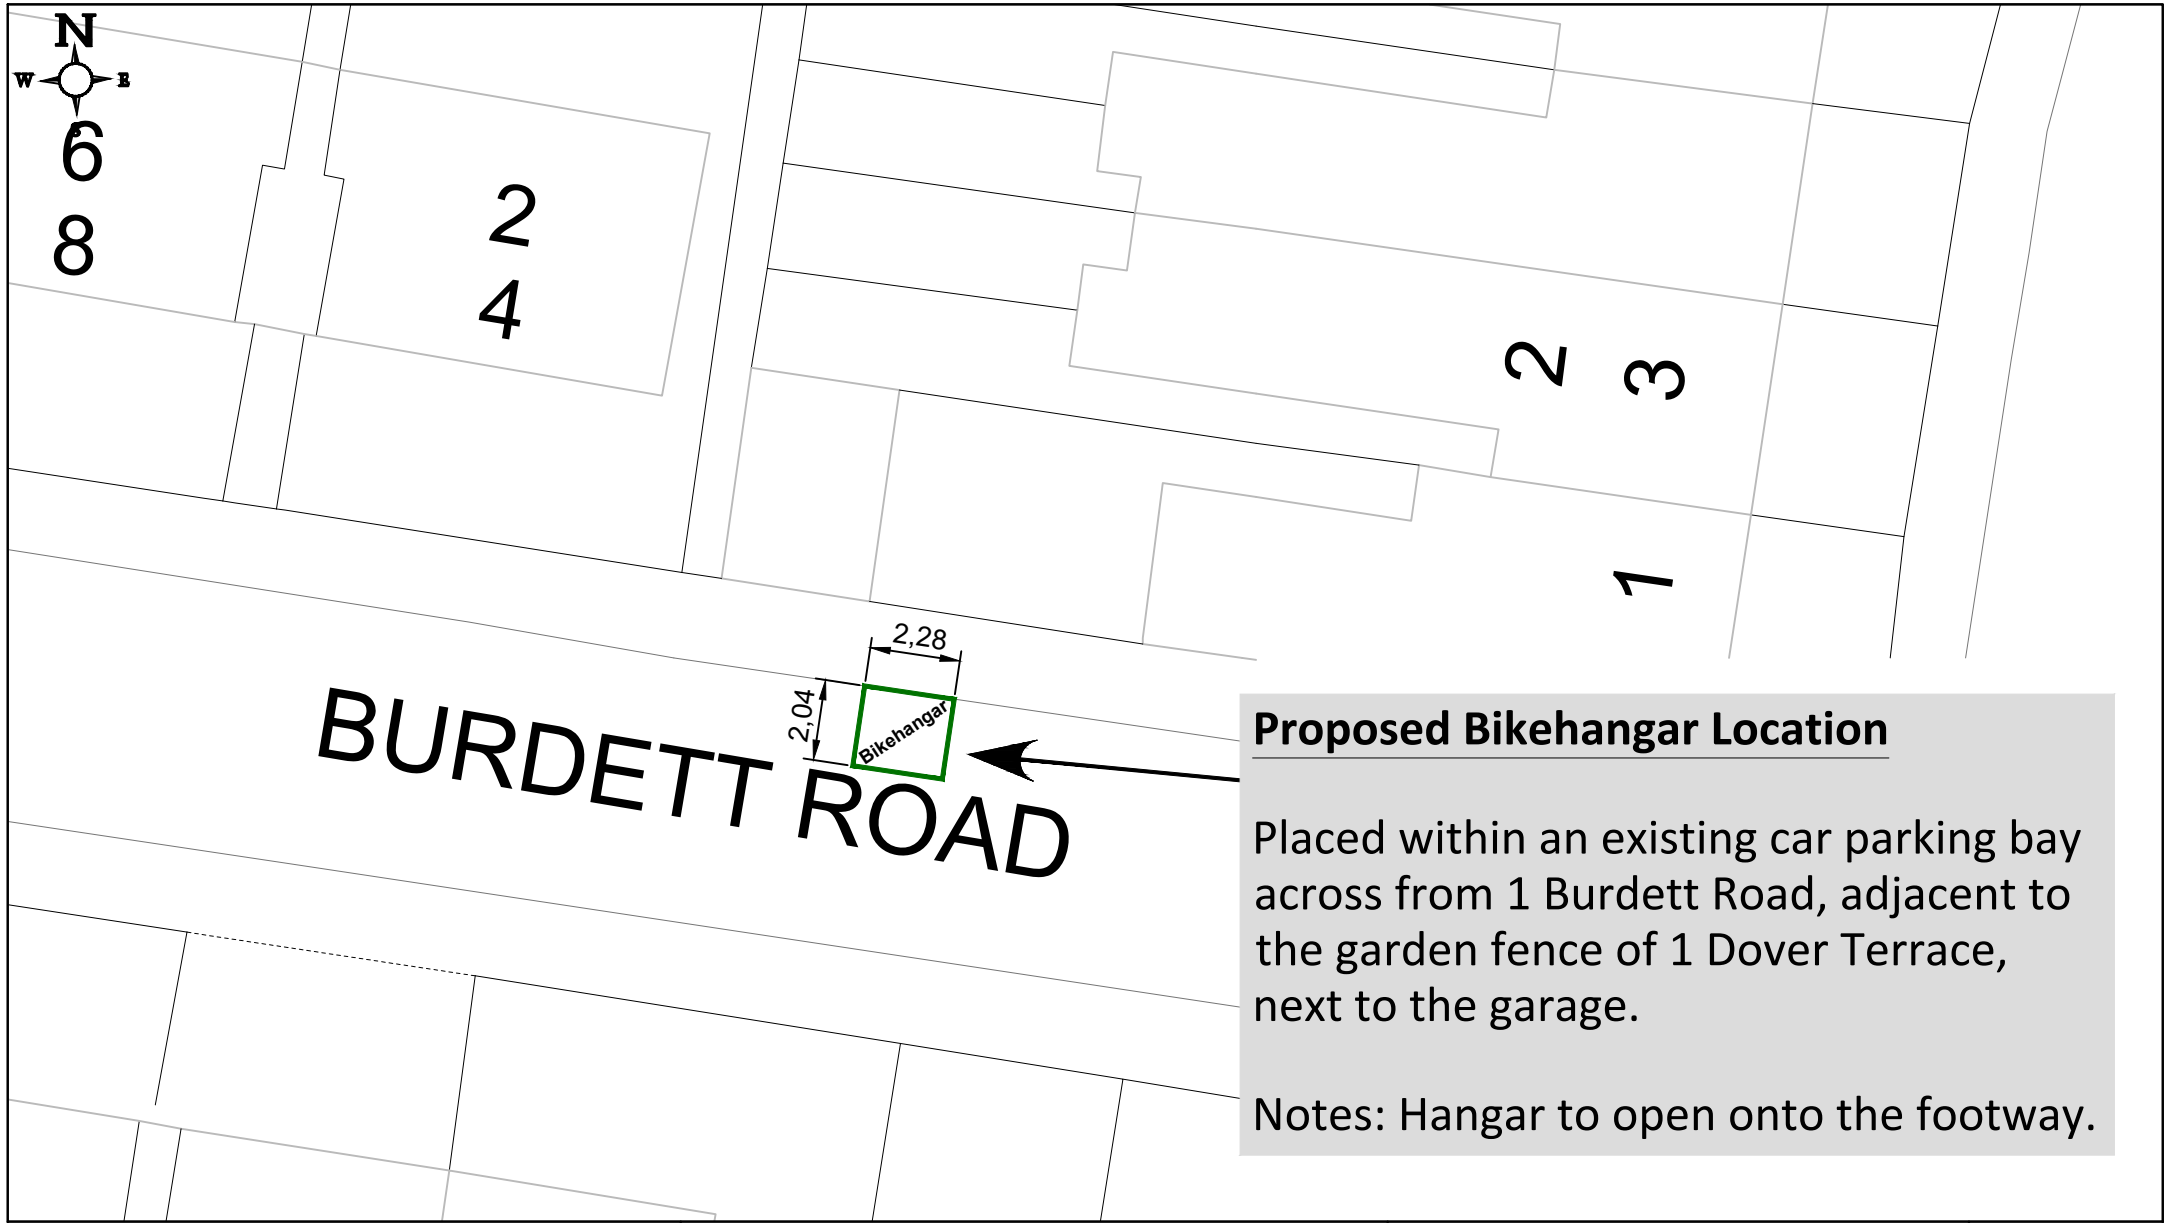 N
W E
S
6
8
2
4
2 3
1
2,28
2,04
Bikehangar
BURDETT ROAD
Proposed Bikehangar Location
Placed within an existing car parking bay
across from 1 Burdett Road, adjacent to
the garden fence of 1 Dover Terrace,
next to the garage.
Notes: Hangar to open onto the footway.